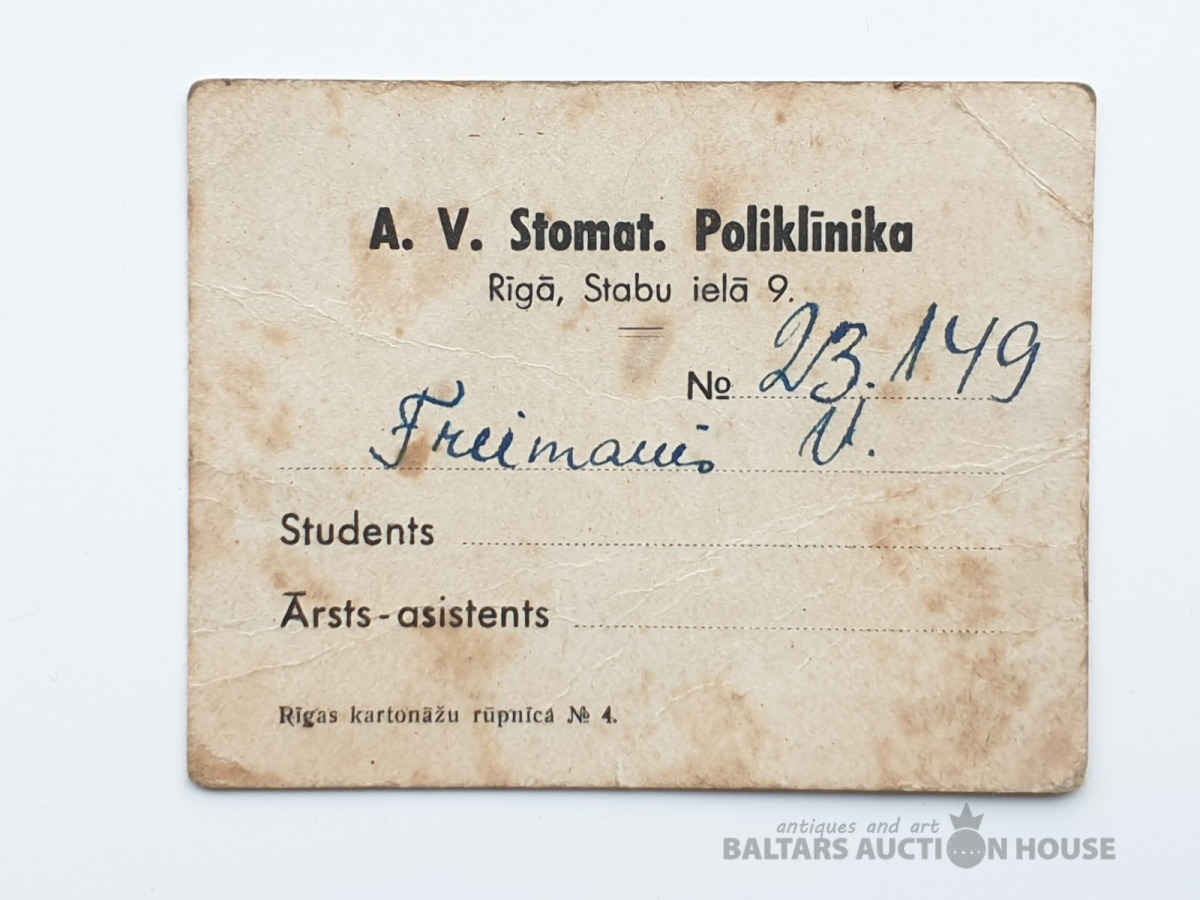 A. V. Stomat. Poliklīnika
Rīgā, Stabu ielā 9.
№ 23.149
Freimanis V.
Students
Ārsts-asistents
Rīgas kartonāžu rūpnīca № 4.
antiques and art
BALTARS AUCTION HOUSE